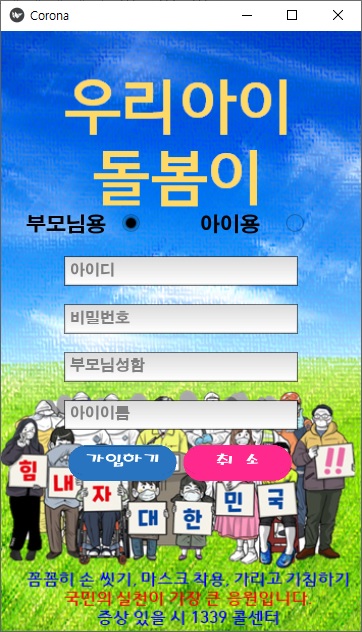 Corona
우리아이
돌봄이
부모님용 아이용
아이디
비밀번호
부모님성함
아이이름
가입하기 취 소
힘 내 자 대 한 민 국 !!
꼼꼼히 손 씻기, 마스크 착용, 가리고 기침하기
국민의 실천이 가장 큰 응원입니다
증상 있을 시 1339 콜센터